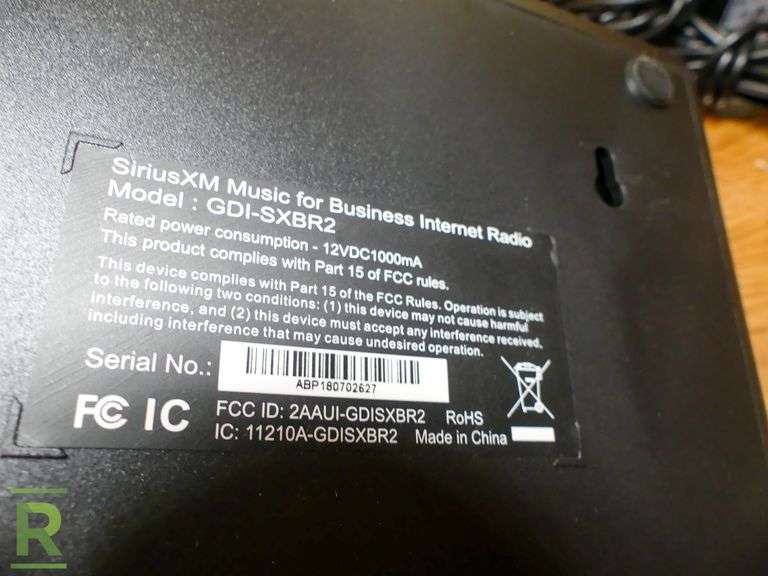 SiriusXM Music for Business Internet Radio
Model : GDI-SXBR2
Rated power consumption - 12VDC1000mA
This product complies with Part 15 of FCC rules.
This device complies with Part 15 of the FCC Rules. Operation is subject
to the following two conditions: (1) this device may not cause harmful
interference, and (2) this device must accept any interference received,
including interference that may cause undesired operation.
Serial No.:
ABP180702627
FC IC
FCC ID: 2AAUI-GDISXBR2 RoHS
IC: 11210A-GDISXBR2 Made in China
R